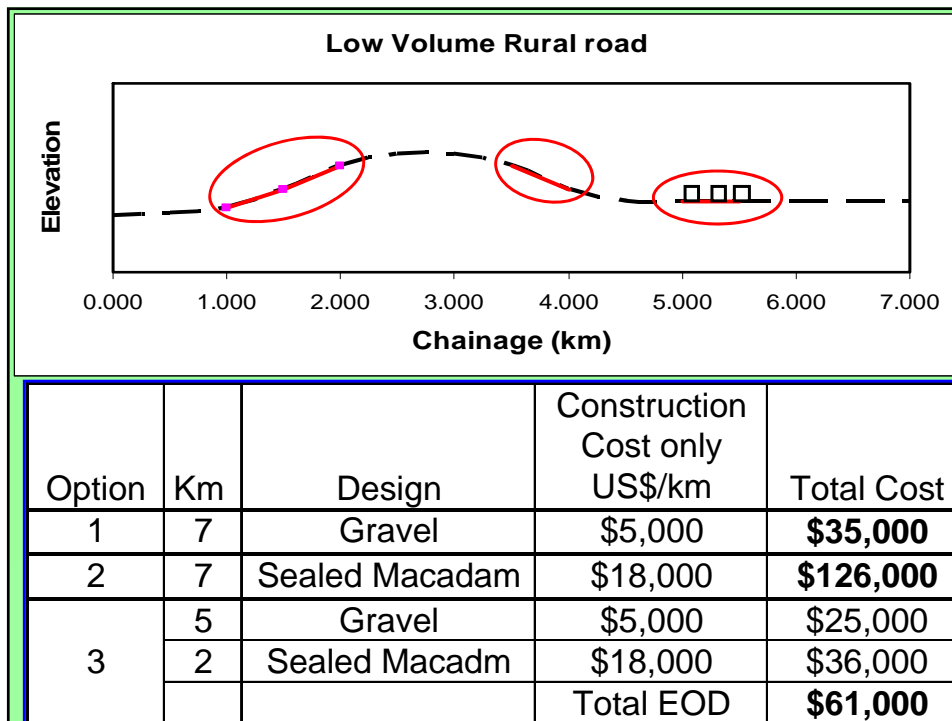 Low Volume Rural road
Elevation
0.000 1.000 2.000 3.000 4.000 5.000 6.000 7.000
Chainage (km)
Construction
Cost only
Option Km Design US$/km Total Cost
1 7 Gravel $5,000 $35,000
2 7 Sealed Macadam $18,000 $126,000
5 Gravel $5,000 $25,000
3 2 Sealed Macadm $18,000 $36,000
Total EOD $61,000